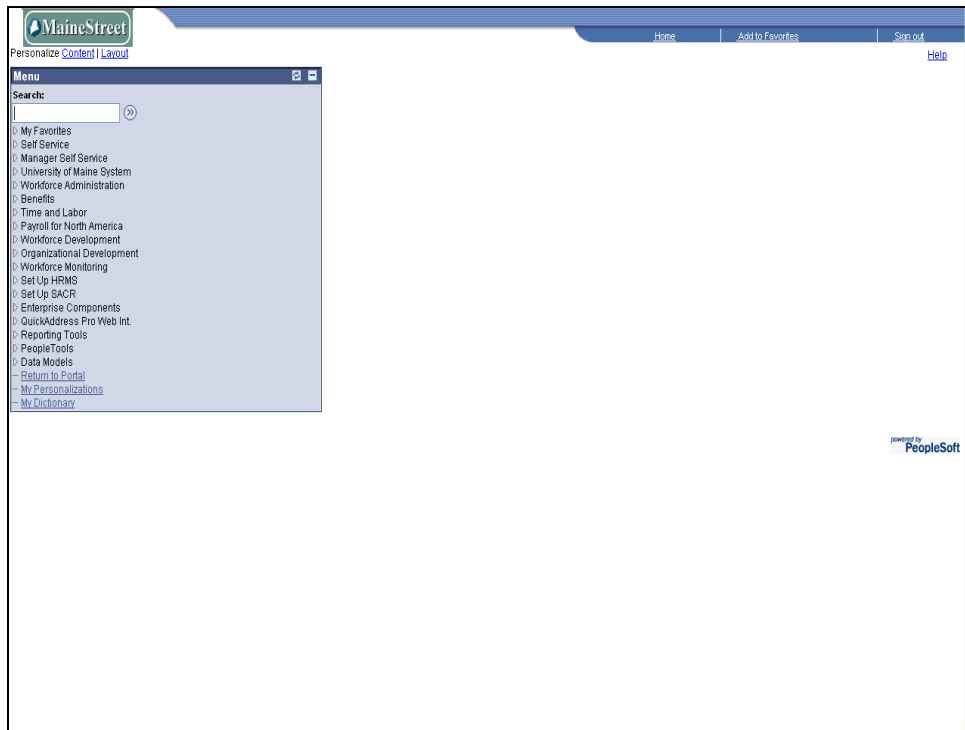 MaineStreet
Home Add to Favorites Sign out
Personalize Content | Layout
Help
Menu
Search:
My Favorites
Self Service
Manager Self Service
University of Maine System
Workforce Administration
Benefits
Time and Labor
Payroll for North America
Workforce Development
Organizational Development
Workforce Monitoring
Set Up HRMS
Set Up SACR
Enterprise Components
QuickAddress Pro Web Int.
Reporting Tools
PeopleTools
Data Models
Return to Portal
My Personalizations
My Dictionary
powered by
PeopleSoft